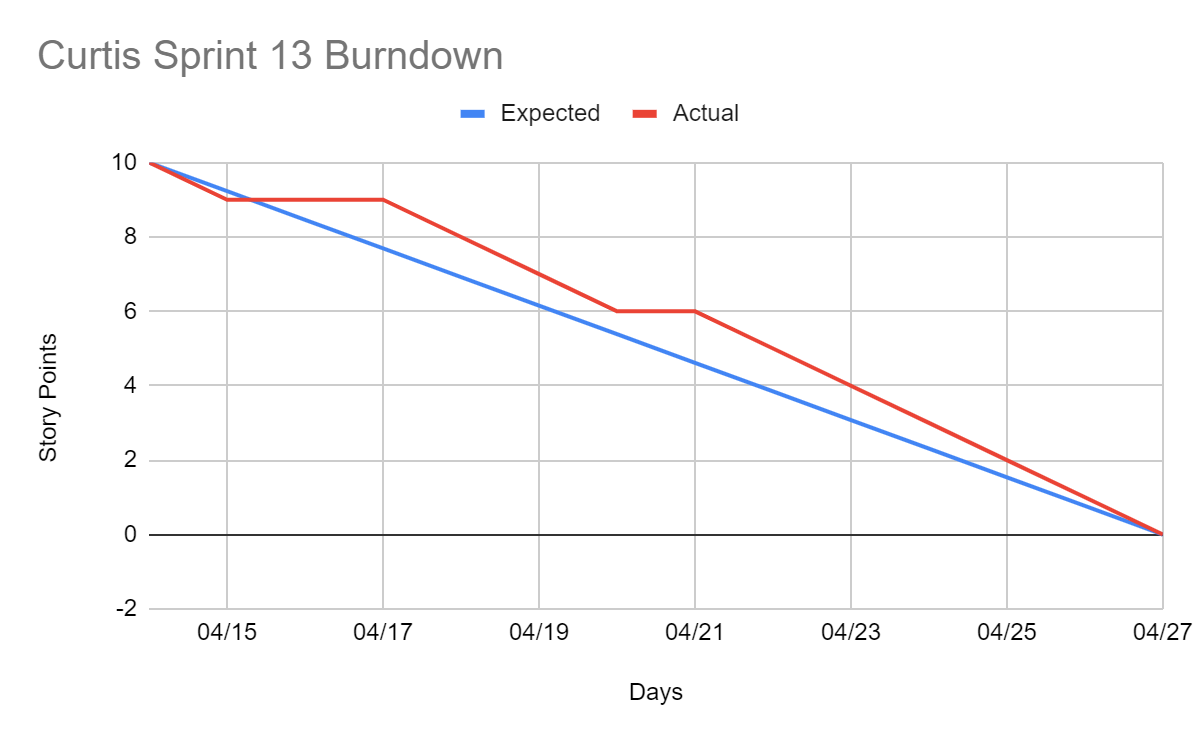 Curtis Sprint 13 Burndown
Expected Actual
10
8
6
4
2
0
-2
Story Points
04/15 04/17 04/19 04/21 04/23 04/25 04/27
Days